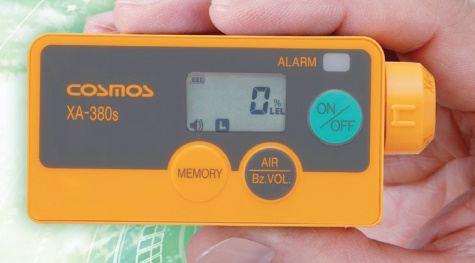 ALARM
COSMOS
XA-380s
0 % LEL
L
ON/OFF
MEMORY
AIR
Bz.VOL.